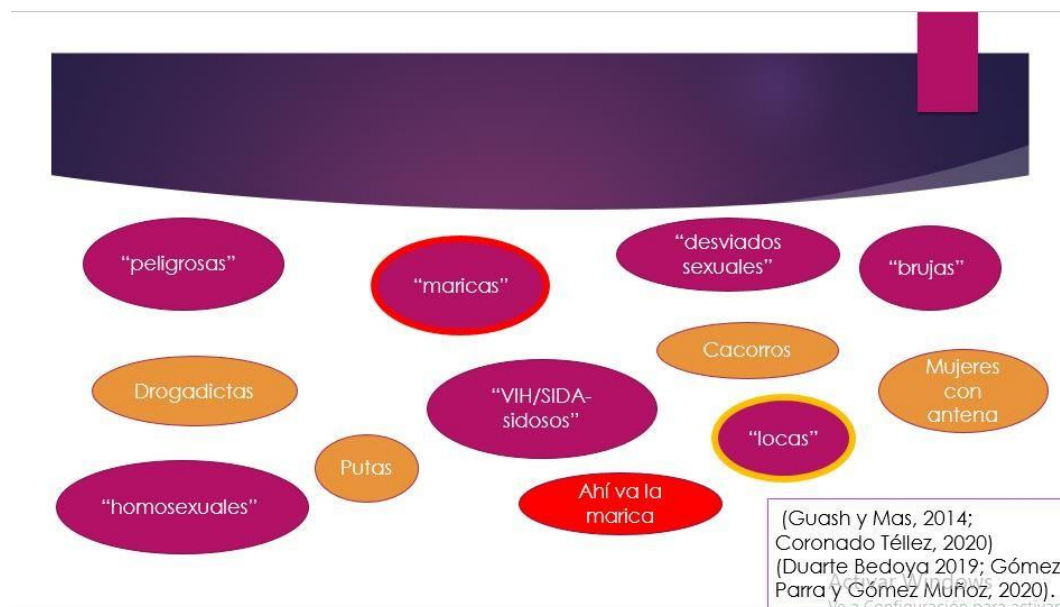 “peligrosas”
“maricas”
“desviados
sexuales”
“brujas”
Drogadictas
“VIH/SIDA-
sidosos”
Cacorros
Mujeres
con
antena
“homosexuales”
Putas
Ahí va la
marica
“locas”
(Guash y Mas, 2014;
Coronado Téllez, 2020)
(Duarte Bedoya 2019; Gómez
Parra y Gómez Muñoz, 2020).
Activar Windows